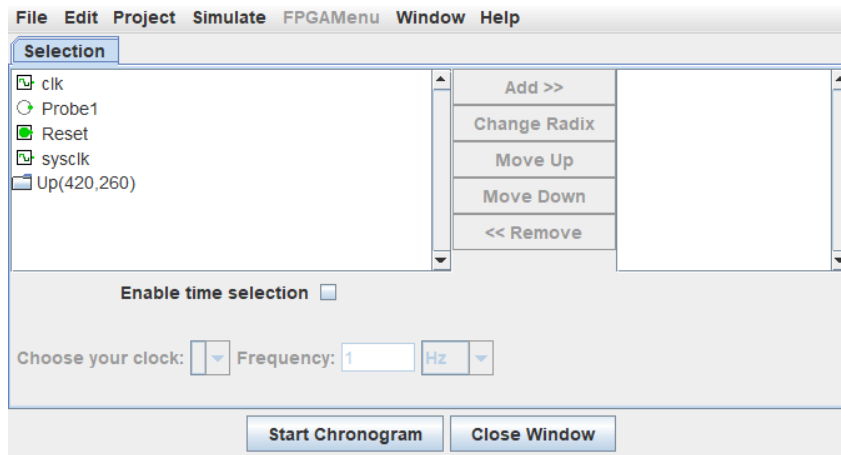 File Edit Project Simulate FPGAMenu Window Help
Selection
clk
Probe1
Reset
sysclk
Up(420,260)
Add >>
Change Radix
Move Up
Move Down
<< Remove
Enable time selection
Choose your clock: Frequency: 1 Hz
Start Chronogram Close Window